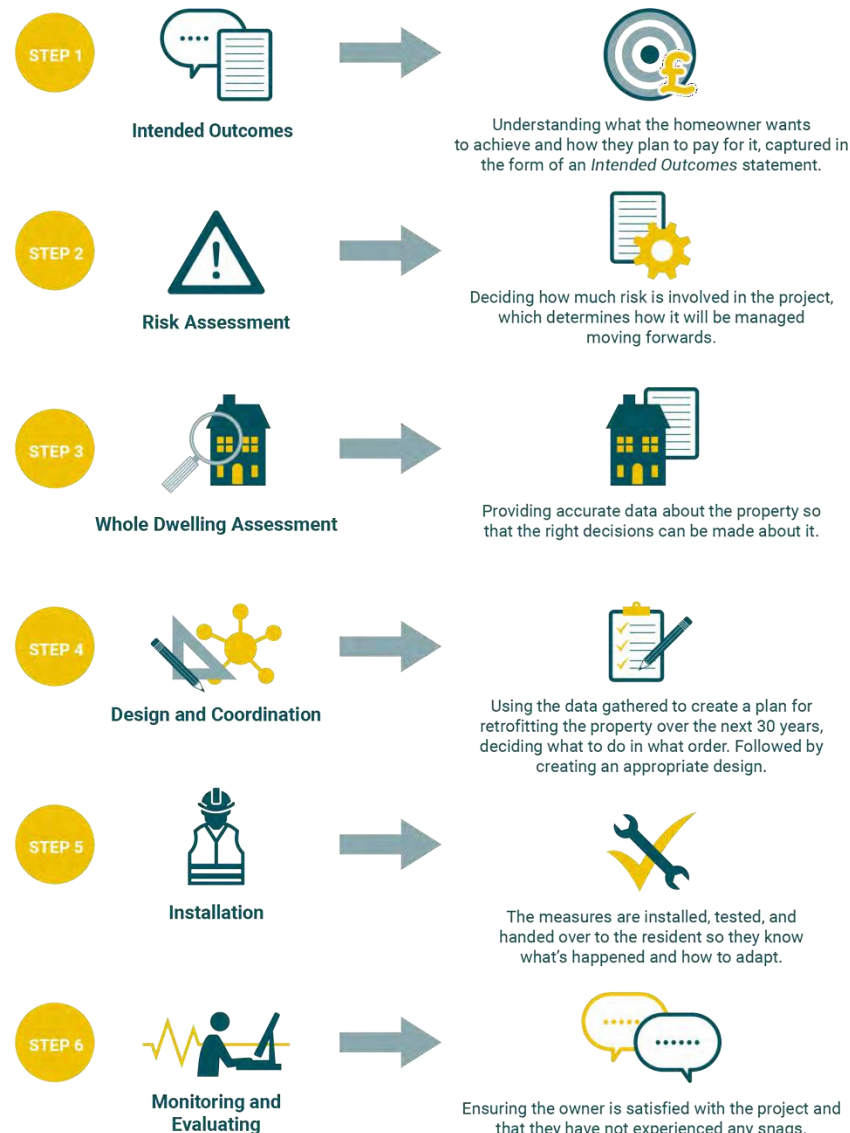 STEP 1
Intended Outcomes
Understanding what the homeowner wants
to achieve and how they plan to pay for it, captured in
the form of an Intended Outcomes statement.
STEP 2
Risk Assessment
Deciding how much risk is involved in the project,
which determines how it will be managed
moving forwards.
STEP 3
Whole Dwelling Assessment
Providing accurate data about the property so
that the right decisions can be made about it.
STEP 4
Design and Coordination
Using the data gathered to create a plan for
retrofitting the property over the next 30 years,
deciding what to do in what order. Followed by
creating an appropriate design.
STEP 5
Installation
The measures are installed, tested, and
handed over to the resident so they know
what's happened and how to adapt.
STEP 6
Monitoring and
Evaluating
Ensuring the owner is satisfied with the project and
that they have not experienced any snags.